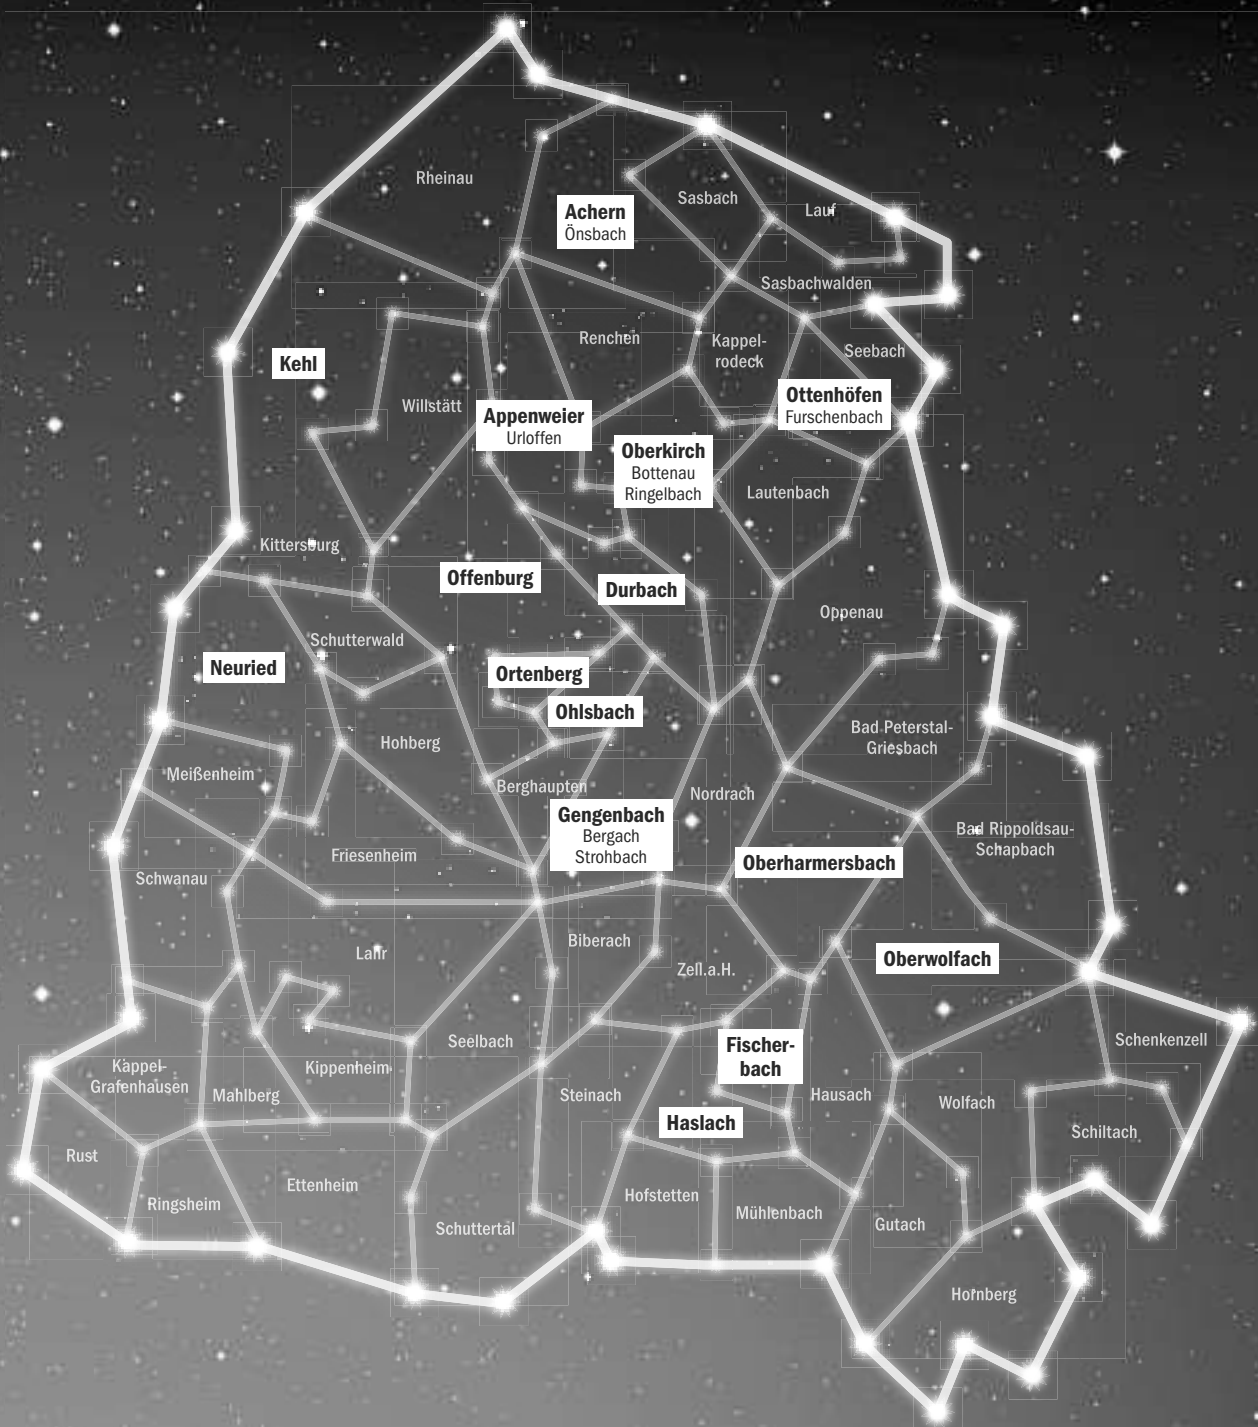 Rheinau
Sasbach
Lauf
Achern
Önsbach
Sasbachwalden
Renchen
Kappel-
rodeck
Seebach
Kehl
Willstätt
Ottenhöfen
Furschenbach
Appenweier
Urloffen
Oberkirch
Bottenau
Ringelbach
Lautenbach
Kittersburg
Offenburg
Durbach
Oppenau
Schutterwald
Neuried
Ortenberg
Ohlsbach
Hohberg
Bad Peterstal-
Griesbach
Meißenheim
Berghaupten
Nordrach
Gengenbach
Bergach
Strohbach
Bad Rippoldsau-
Schapbach
Friesenheim
Oberharmersbach
Schwanau
Lahr
Biberach
Zell.a.H.
Oberwolfach
Seelbach
Schenkenzell
Fischer-
bach
Kappel-
Grafenhausen
Kippenheim
Mahlberg
Steinach
Hausach
Wolfach
Haslach
Schiltach
Rust
Ettenheim
Ringsheim
Hofstetten
Mühlenbach
Schuttertal
Gutach
Hornberg